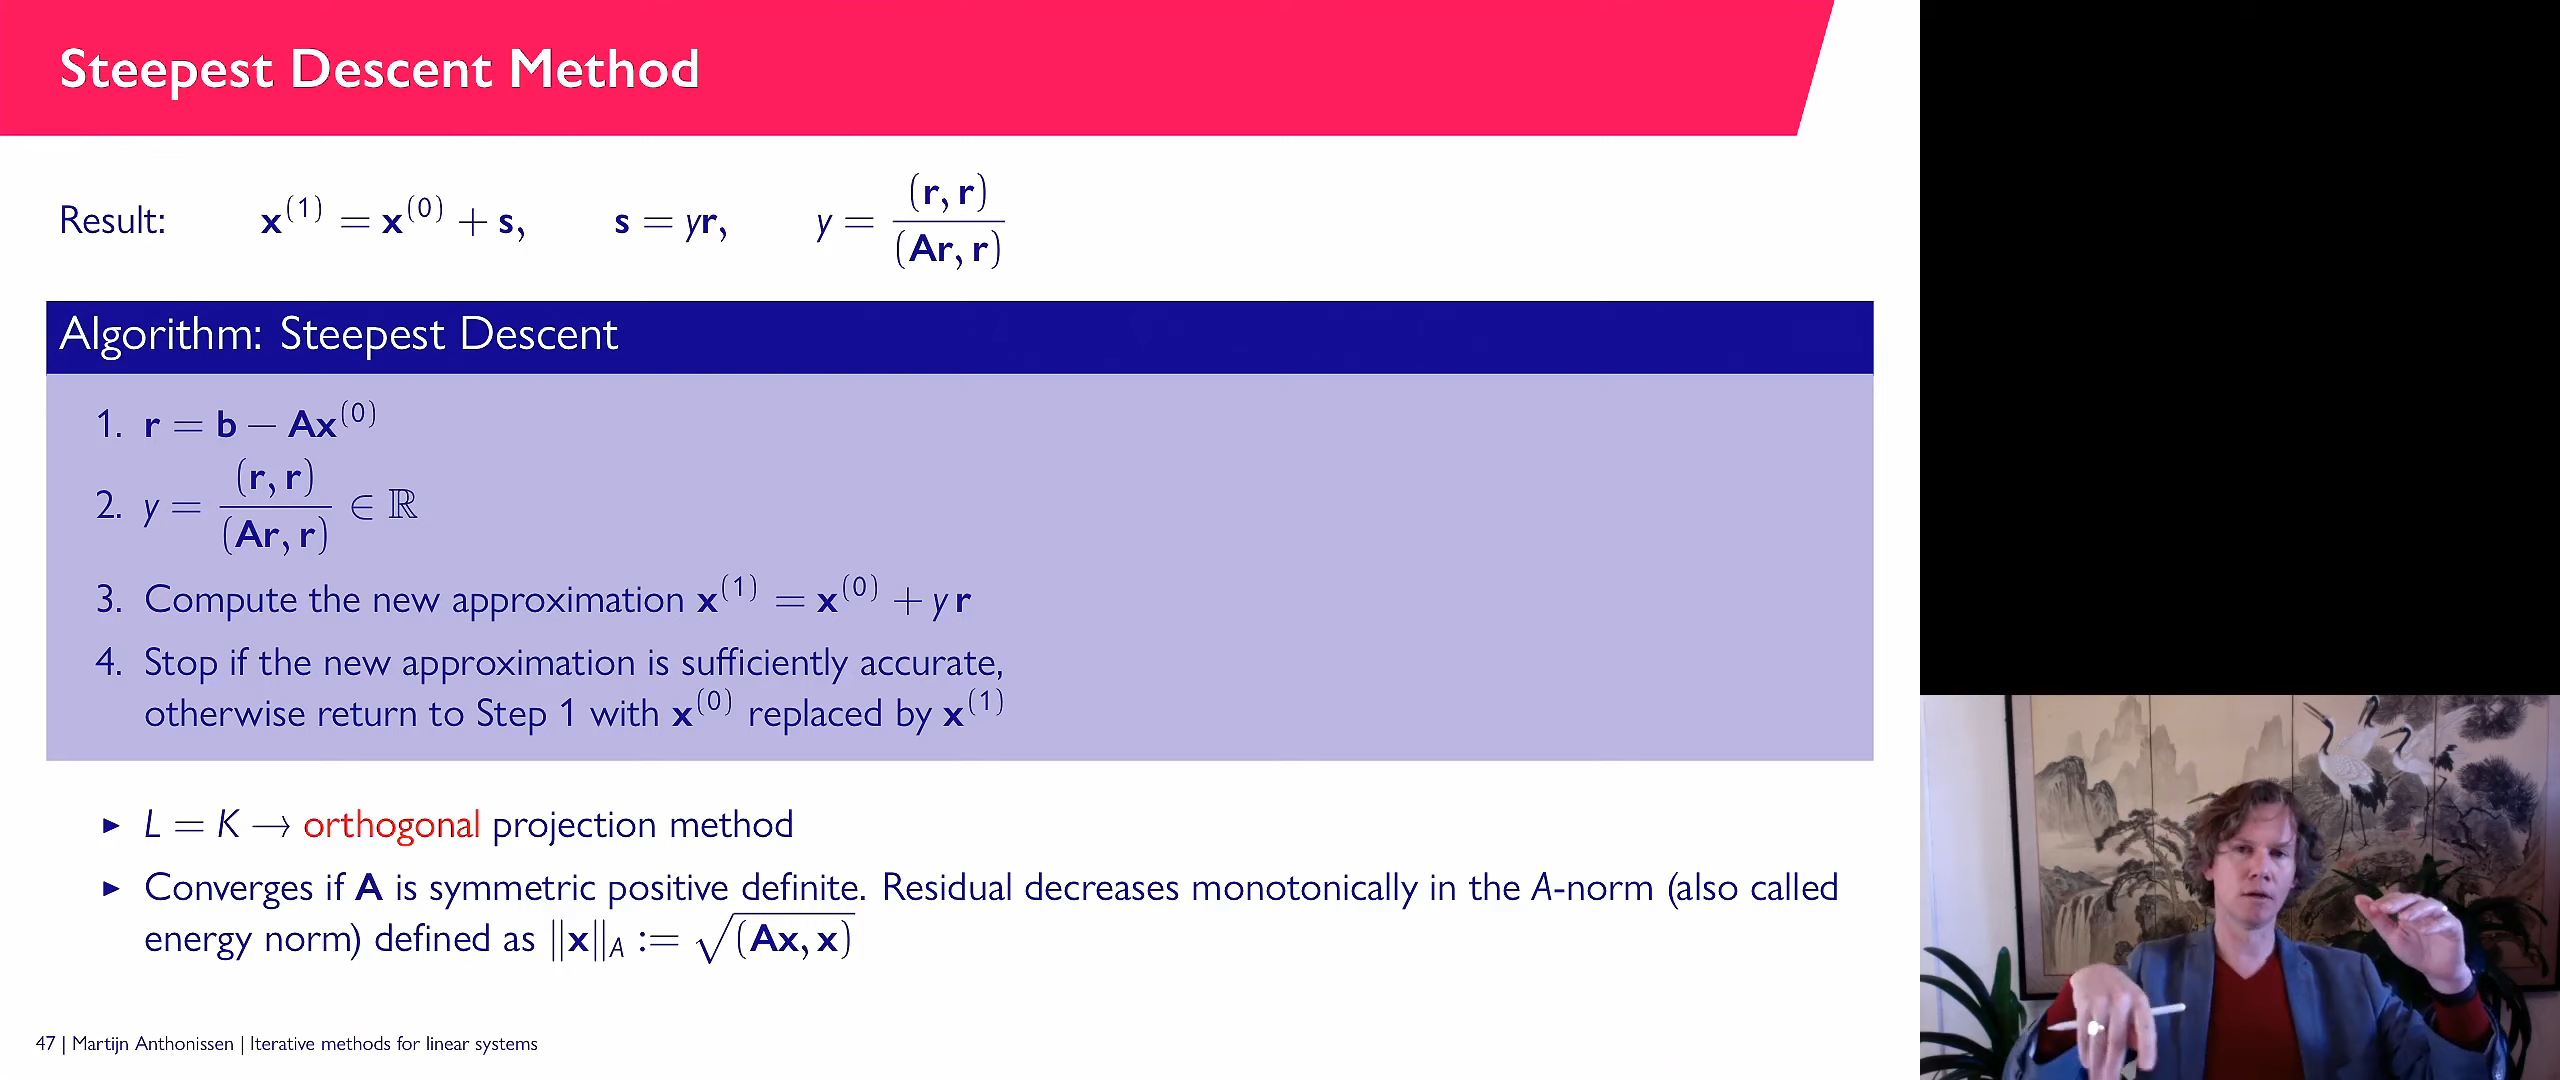 Steepest Descent Method
Result: x^(1) = x^(0) + s, s = yr, y = (r, r) / (Ar, r)
Algorithm: Steepest Descent
1. r = b − Ax^(0)
2. y = (r, r) / (Ar, r) ∈ ℝ
3. Compute the new approximation x^(1) = x^(0) + y r
4. Stop if the new approximation is sufficiently accurate,
otherwise return to Step 1 with x^(0) replaced by x^(1)
▶ L = K → orthogonal projection method
▶ Converges if A is symmetric positive definite. Residual decreases monotonically in the A-norm (also called
energy norm) defined as ‖x‖_A := √(Ax, x)
47 | Martijn Anthonissen | Iterative methods for linear systems